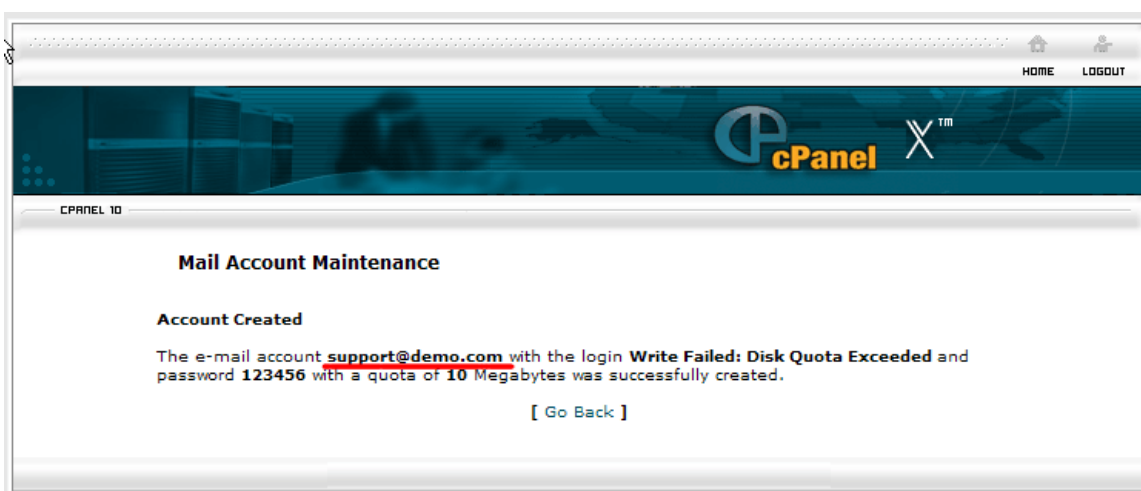 HOME LOGOUT
cPanel X™
CPANEL 10
Mail Account Maintenance
Account Created
The e-mail account support@demo.com with the login Write Failed: Disk Quota Exceeded and
password 123456 with a quota of 10 Megabytes was successfully created.
[ Go Back ]